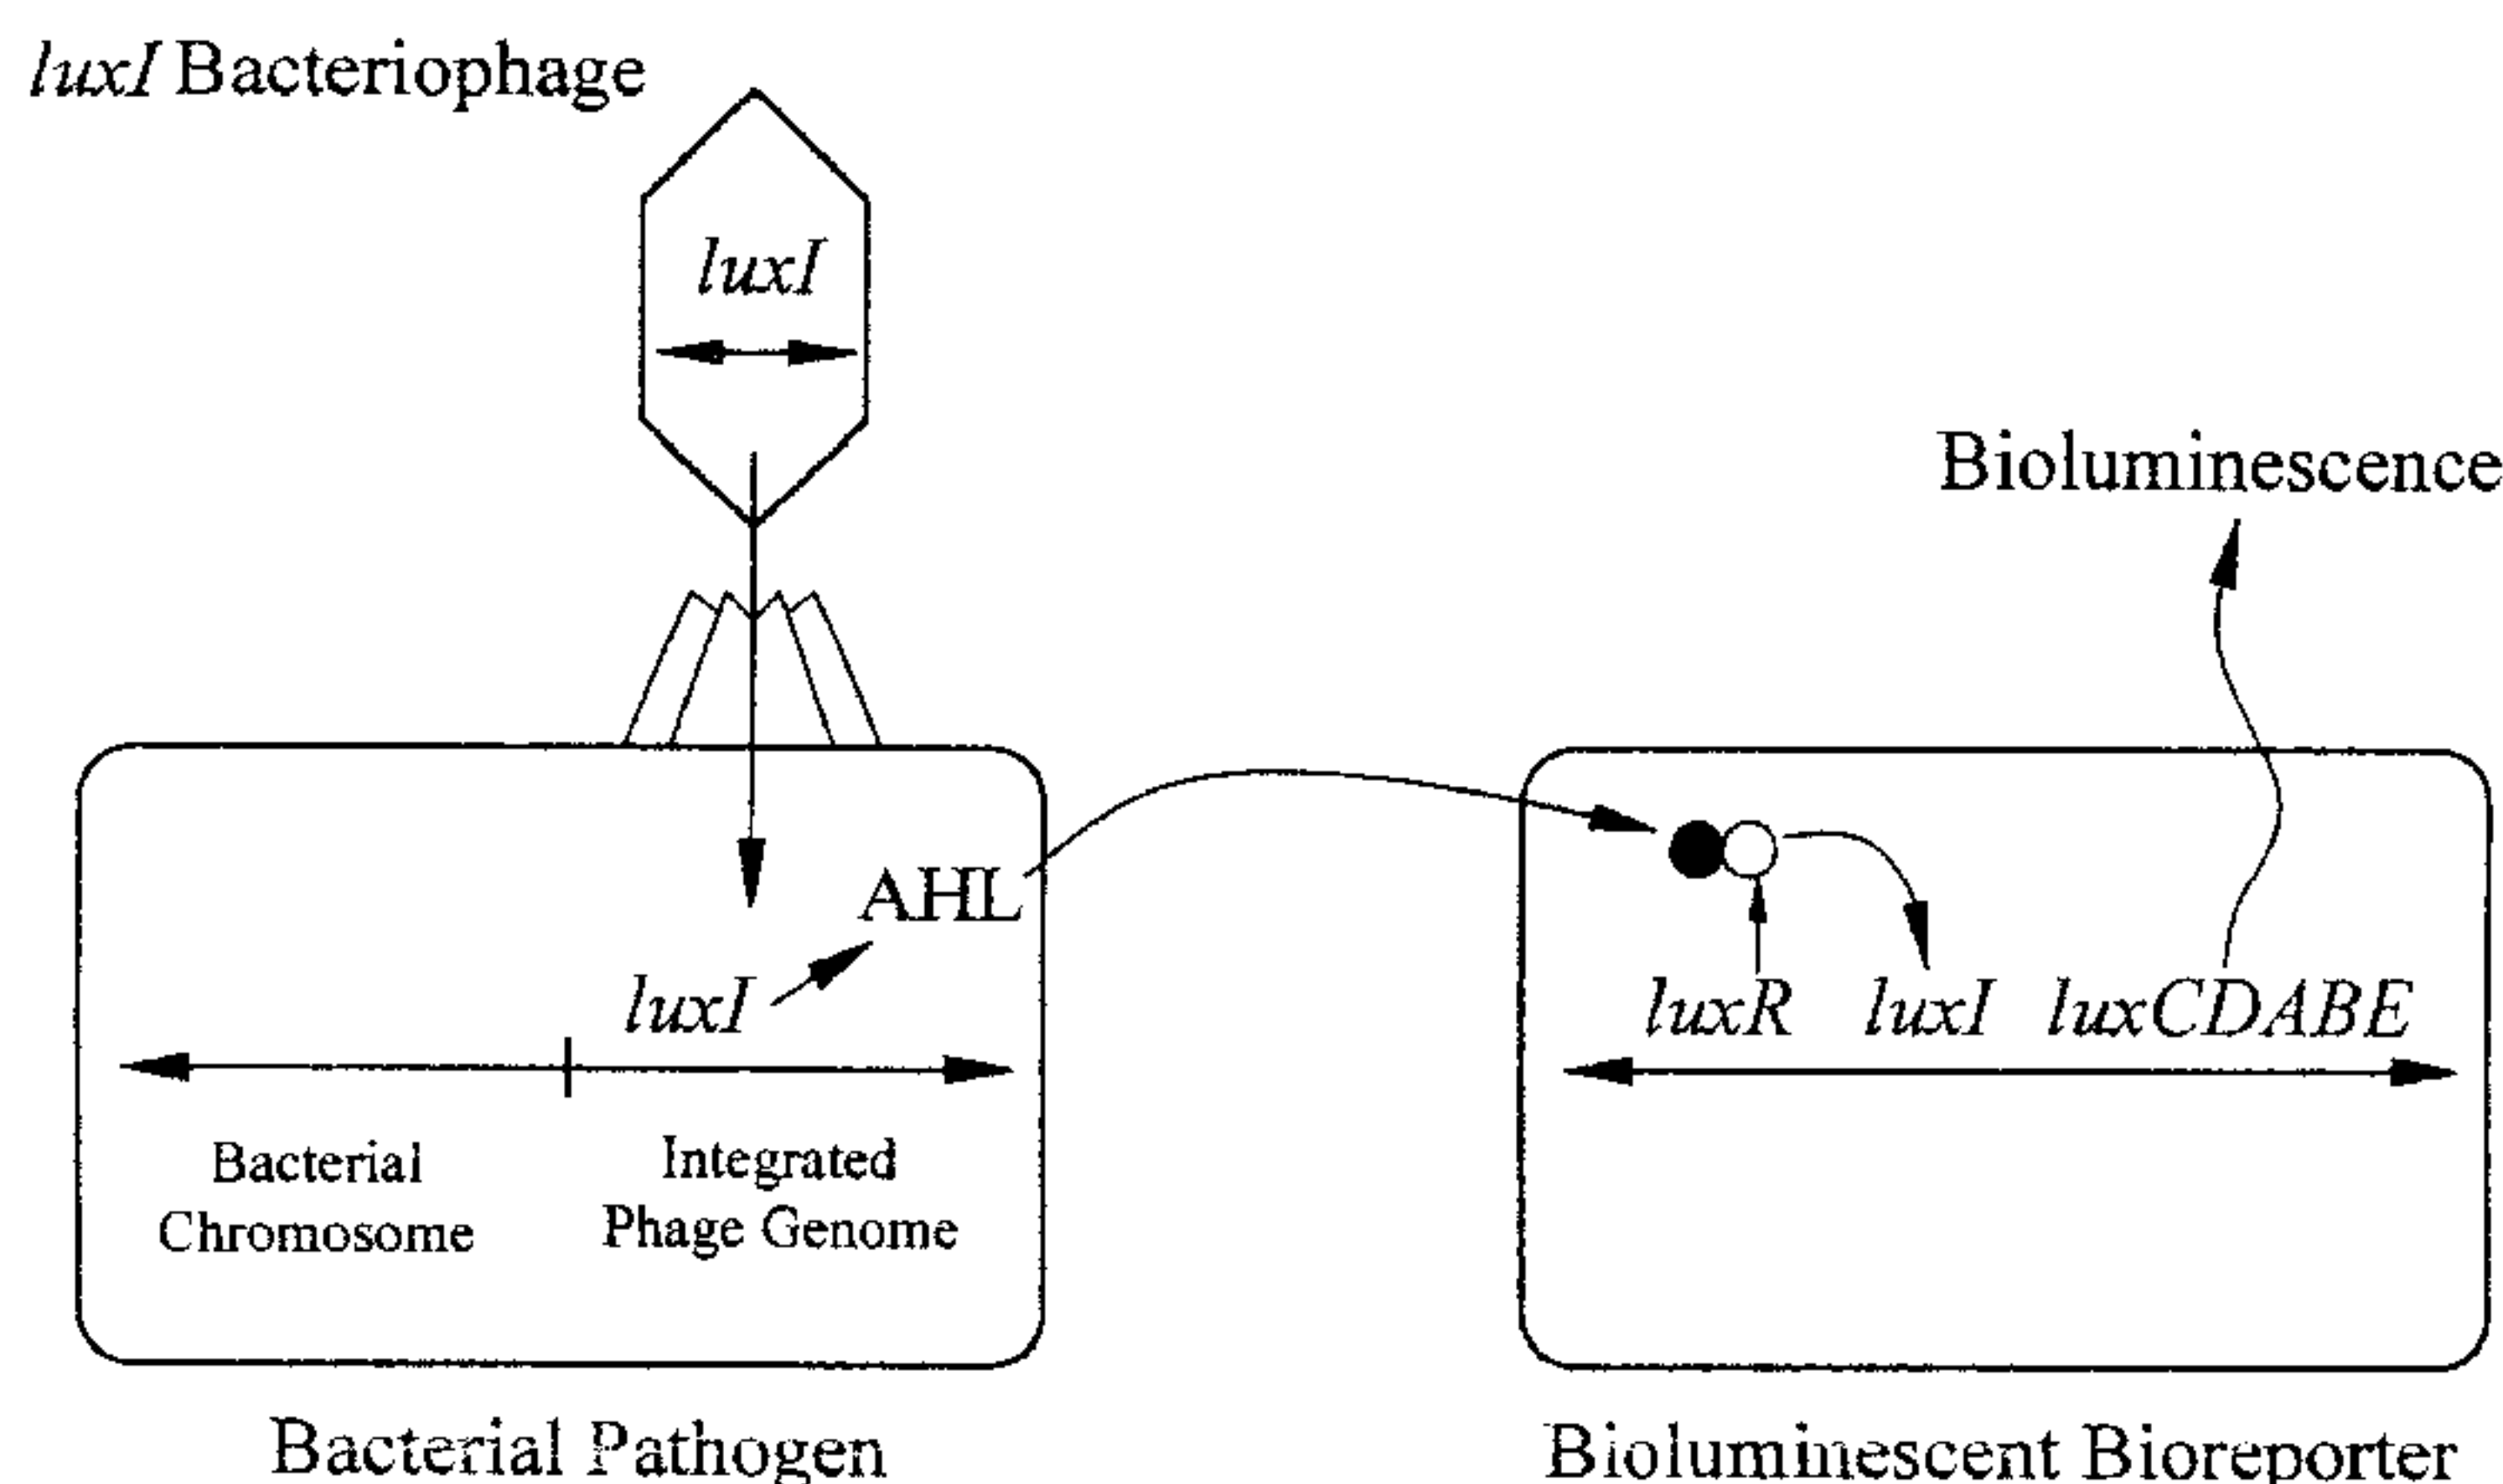 luxI Bacteriophage
luxI
Bioluminescence
AHL
luxI
luxR luxI luxCDABE
Bacterial
Chromosome
Integrated
Phage Genome
Bacterial Pathogen
Bioluminescent Bioreporter